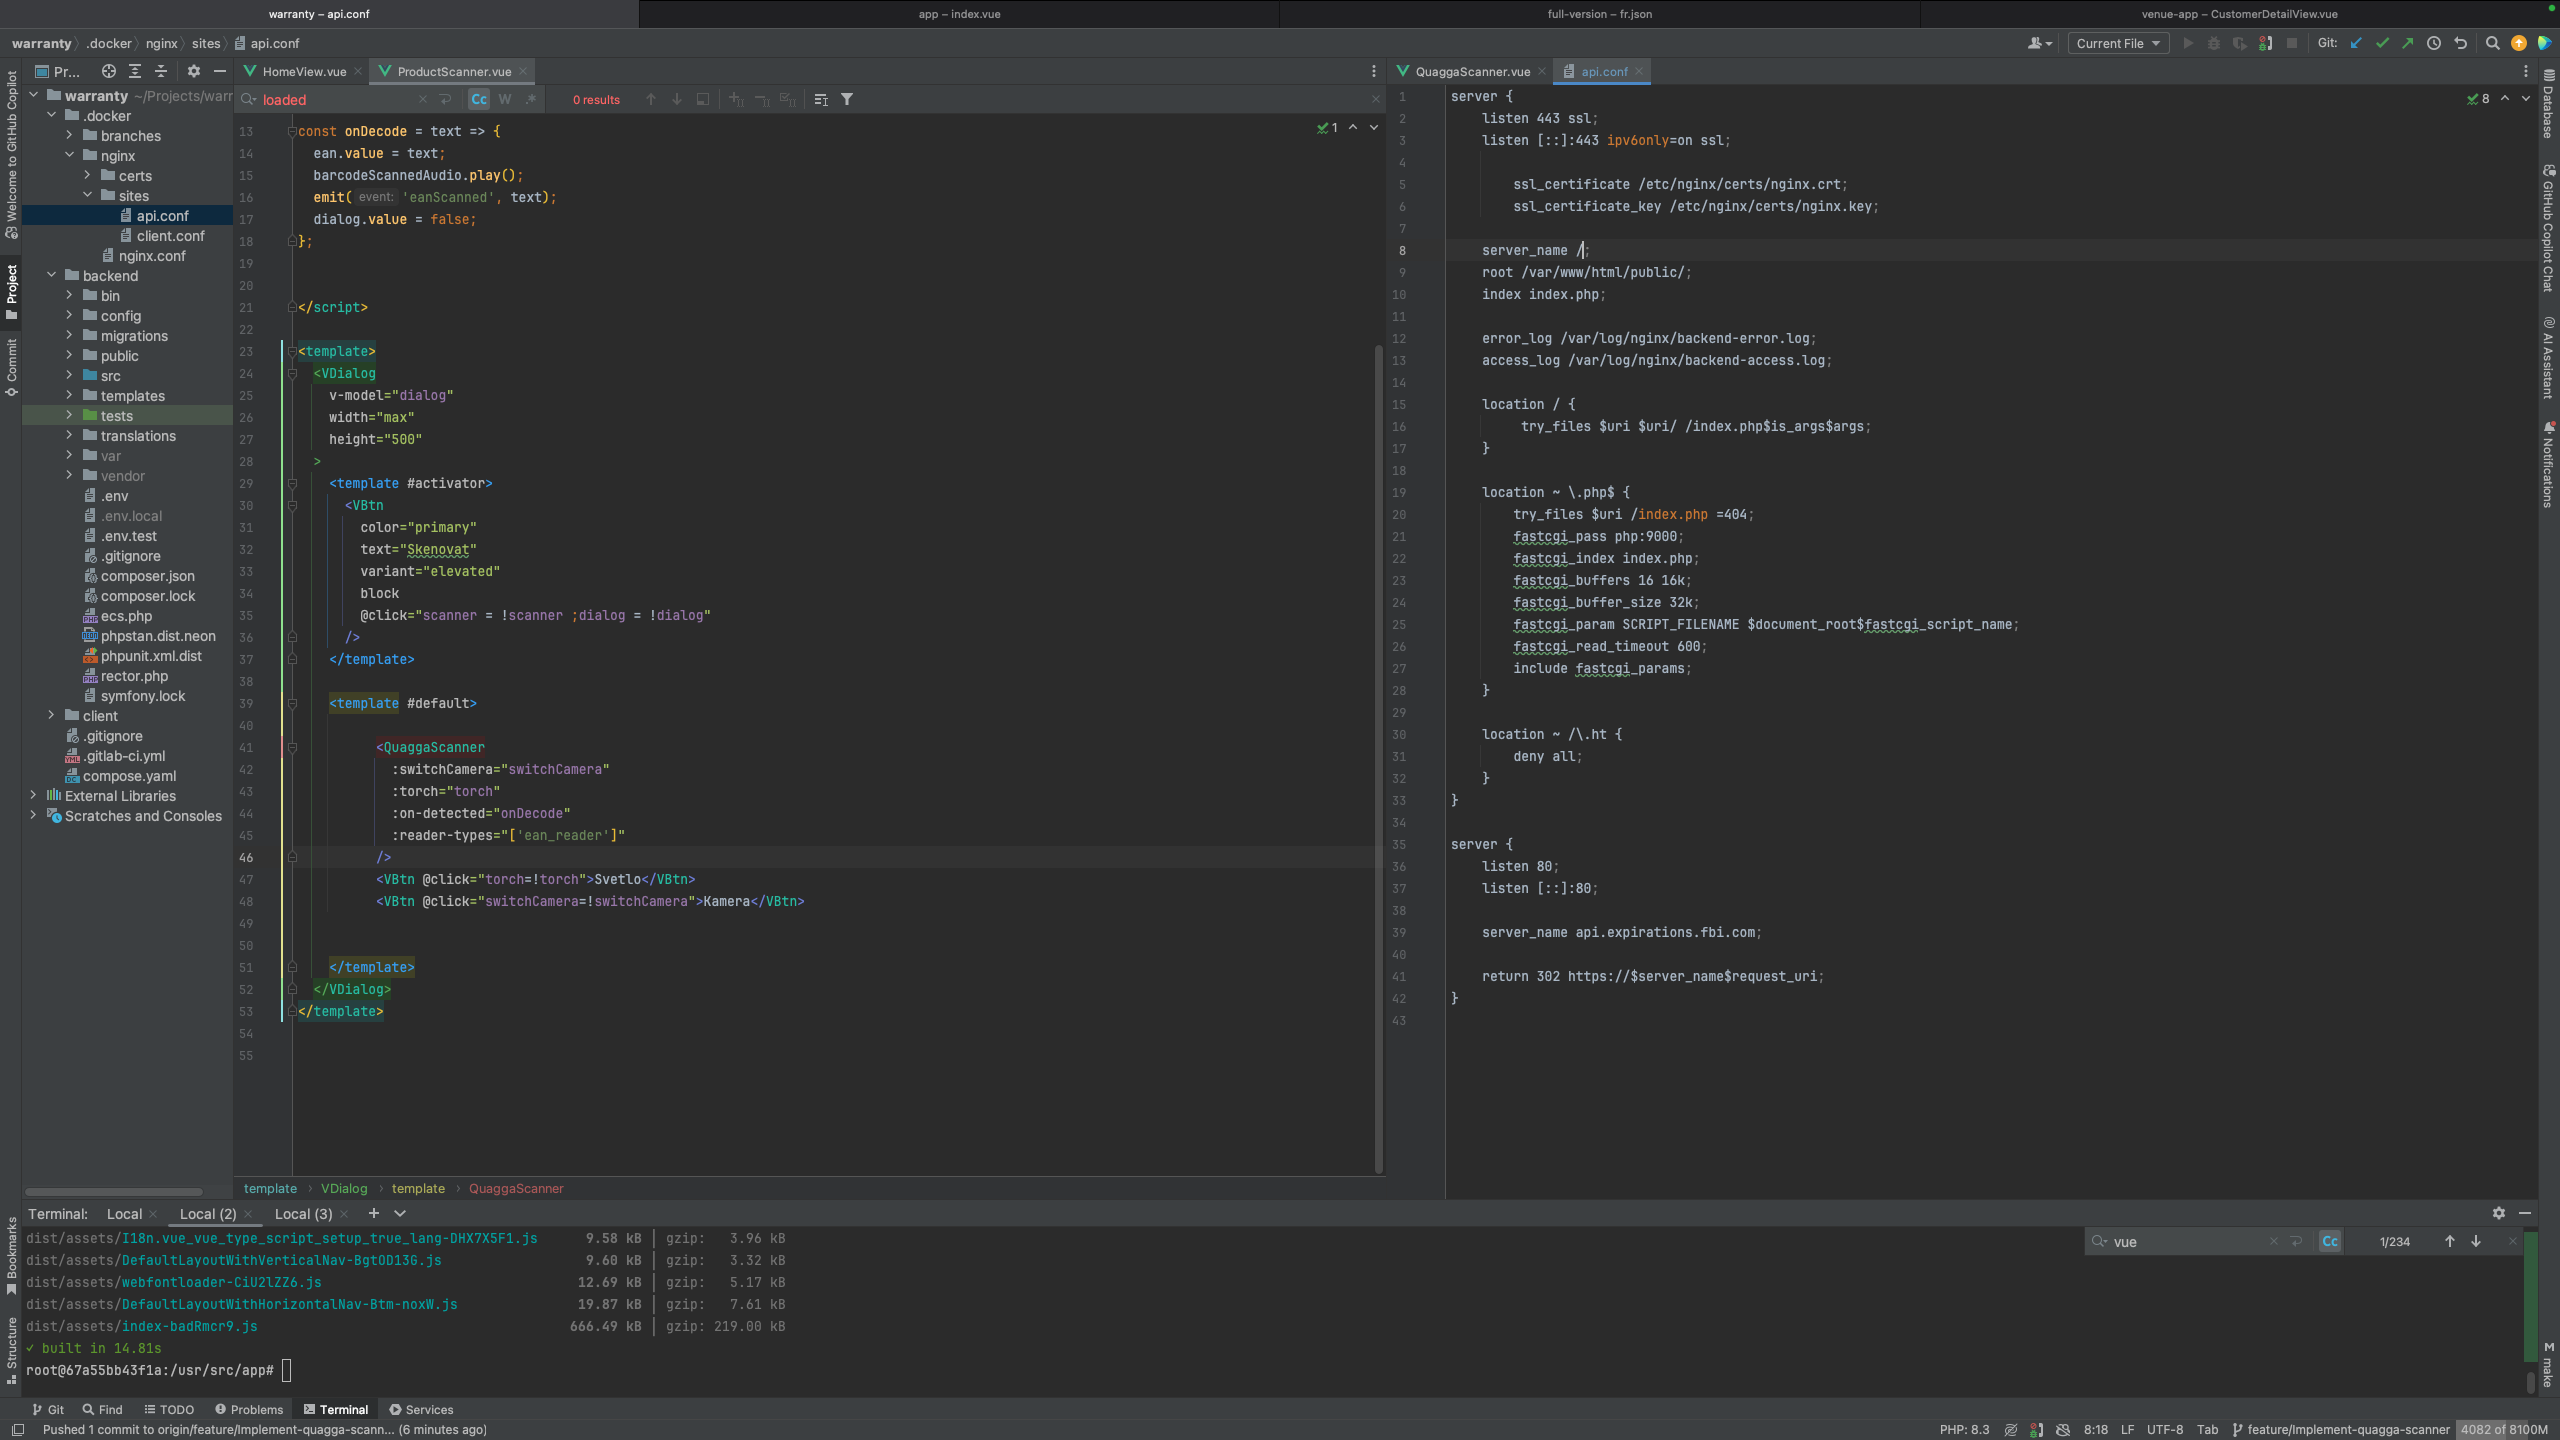 warranty – api.conf
app – index.vue
full-version – fr.json
venue-app – CustomerDetailView.vue
warranty › .docker › nginx › sites › api.conf
Current File
Git:
Pr...
HomeView.vue
ProductScanner.vue
QuaggaScanner.vue
api.conf
Welcome to GitHub Copilot
Project
Commit
Bookmarks
Structure
warranty ~/Projects/warr
.docker
branches
nginx
certs
sites
api.conf
client.conf
nginx.conf
backend
bin
config
migrations
public
src
templates
tests
translations
var
vendor
.env
.env.local
.env.test
.gitignore
composer.json
composer.lock
ecs.php
phpstan.dist.neon
phpunit.xml.dist
rector.php
symfony.lock
client
.gitignore
.gitlab-ci.yml
compose.yaml
External Libraries
Scratches and Consoles
loaded
Cc
W
.*
0 results
1
13 const onDecode = text => {
14 ean.value = text;
15 barcodeScannedAudio.play();
16 emit( event: 'eanScanned', text);
17 dialog.value = false;
18 };
19
20
21 </script>
22
23 <template>
24 <VDialog
25 v-model="dialog"
26 width="max"
27 height="500"
28 >
29 <template #activator>
30 <VBtn
31 color="primary"
32 text="Skenovat"
33 variant="elevated"
34 block
35 @click="scanner = !scanner ;dialog = !dialog"
36 />
37 </template>
38
39 <template #default>
40
41 <QuaggaScanner
42 :switchCamera="switchCamera"
43 :torch="torch"
44 :on-detected="onDecode"
45 :reader-types="['ean_reader']"
46 />
47 <VBtn @click="torch=!torch">Svetlo</VBtn>
48 <VBtn @click="switchCamera=!switchCamera">Kamera</VBtn>
49
50
51 </template>
52 </VDialog>
53 </template>
54
55
template › VDialog › template › QuaggaScanner
8
1 server {
2 listen 443 ssl;
3 listen [::]:443 ipv6only=on ssl;
4
5 ssl_certificate /etc/nginx/certs/nginx.crt;
6 ssl_certificate_key /etc/nginx/certs/nginx.key;
7
8 server_name /;
9 root /var/www/html/public/;
10 index index.php;
11
12 error_log /var/log/nginx/backend-error.log;
13 access_log /var/log/nginx/backend-access.log;
14
15 location / {
16 try_files $uri $uri/ /index.php$is_args$args;
17 }
18
19 location ~ \.php$ {
20 try_files $uri /index.php =404;
21 fastcgi_pass php:9000;
22 fastcgi_index index.php;
23 fastcgi_buffers 16 16k;
24 fastcgi_buffer_size 32k;
25 fastcgi_param SCRIPT_FILENAME $document_root$fastcgi_script_name;
26 fastcgi_read_timeout 600;
27 include fastcgi_params;
28 }
29
30 location ~ /\.ht {
31 deny all;
32 }
33 }
34
35 server {
36 listen 80;
37 listen [::]:80;
38
39 server_name api.expirations.fbi.com;
40
41 return 302 https://$server_name$request_uri;
42 }
43
Database
GitHub Copilot Chat
AI Assistant
Notifications
M make
Terminal: Local Local (2) Local (3)
dist/assets/I18n.vue_vue_type_script_setup_true_lang-DHX7X5F1.js 9.58 kB │ gzip: 3.96 kB
dist/assets/DefaultLayoutWithVerticalNav-BgtOD13G.js 9.60 kB │ gzip: 3.32 kB
dist/assets/webfontloader-CiU2lZZ6.js 12.69 kB │ gzip: 5.17 kB
dist/assets/DefaultLayoutWithHorizontalNav-Btm-noxW.js 19.87 kB │ gzip: 7.61 kB
dist/assets/index-badRmcr9.js 666.49 kB │ gzip: 219.00 kB
✓ built in 14.81s
root@67a55bb43f1a:/usr/src/app#
vue
Cc
1/234
Git Find TODO Problems Terminal Services
Pushed 1 commit to origin/feature/Implement-quagga-scann... (6 minutes ago)
PHP: 8.3
8:18 LF UTF-8 Tab
feature/Implement-quagga-scanner
4082 of 8100M